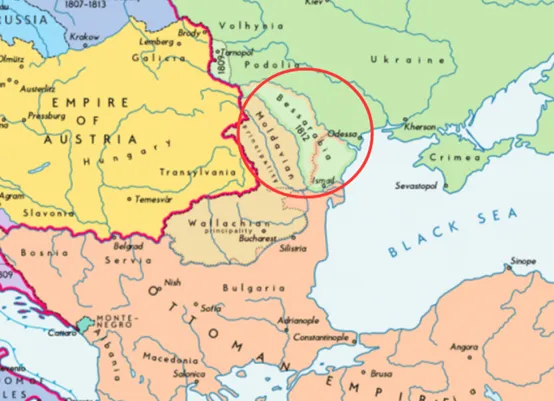 1807-1813
RUSSIA
Kiev
Volhynia
Brody
Krakow
Lemberg
Tarnopol
1809
Galicia
Podolia
Ukraine
Olmütz
Austerlitz
EMPIRE
OF
AUSTRIA
Pressburg
Hungary
Transylvania
Bessarabia
1812
Moldavian
principality
Odessa
Kherson
Ismail
Crimea
Sevastopol
Agram
Slavonia
Temesvár
Wallachian
principality
Bucharest
Silistria
BLACK SEA
Belgrad
Bosnia
Servia
Nish
Bulgaria
Sinope
1809
MONTE-
NEGRO
Cattaro
Sofia
OTTOMAN EMPIRE
Albania
Adrianople
Constantinople
Macedonia
Salonica
Angora
Brusa